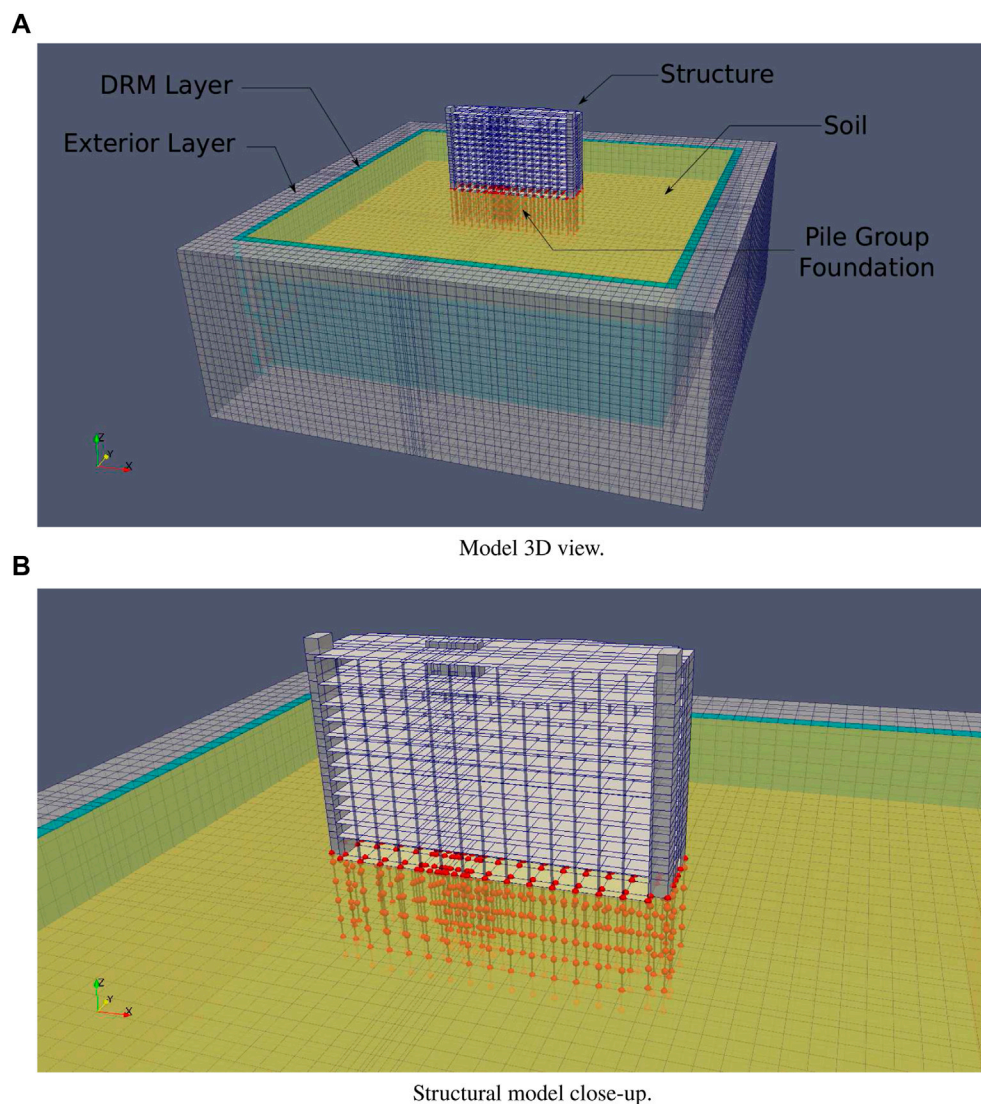 A
DRM Layer
Structure
Exterior Layer
Soil
Pile Group
Foundation
Z
Y
X
Model 3D view.
B
Z
Y
X
Structural model close-up.